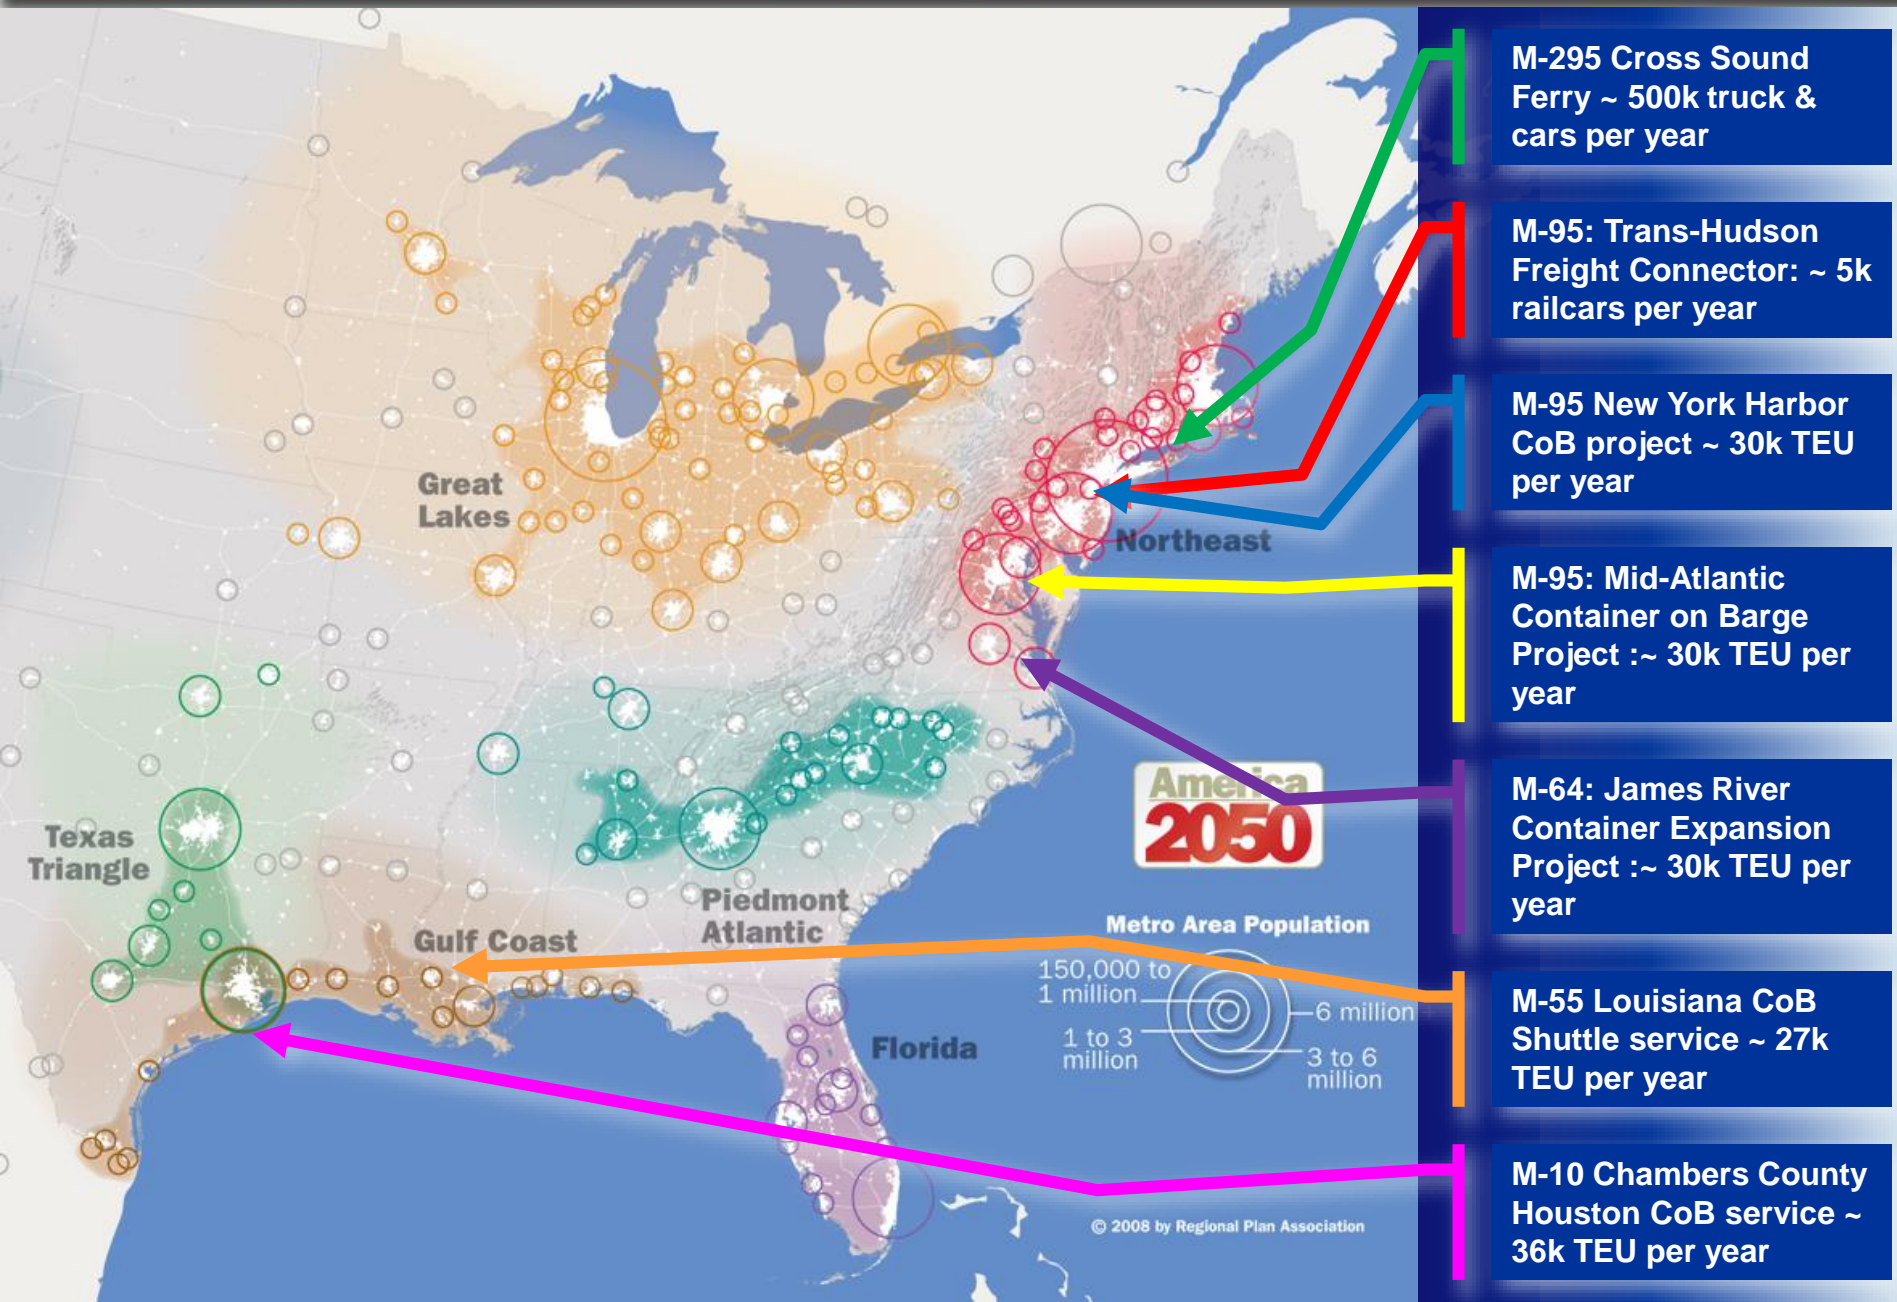 M-295 Cross Sound
Ferry ~ 500k truck &
cars per year
M-95: Trans-Hudson
Freight Connector: ~ 5k
railcars per year
M-95 New York Harbor
CoB project ~ 30k TEU
per year
M-95: Mid-Atlantic
Container on Barge
Project :~ 30k TEU per
year
M-64: James River
Container Expansion
Project :~ 30k TEU per
year
M-55 Louisiana CoB
Shuttle service ~ 27k
TEU per year
M-10 Chambers County
Houston CoB service ~
36k TEU per year
Great
Lakes
Northeast
Texas
Triangle
Gulf Coast
Piedmont
Atlantic
Florida
America
2050
Metro Area Population
150,000 to
1 million
1 to 3
million
6 million
3 to 6
million
© 2008 by Regional Plan Association